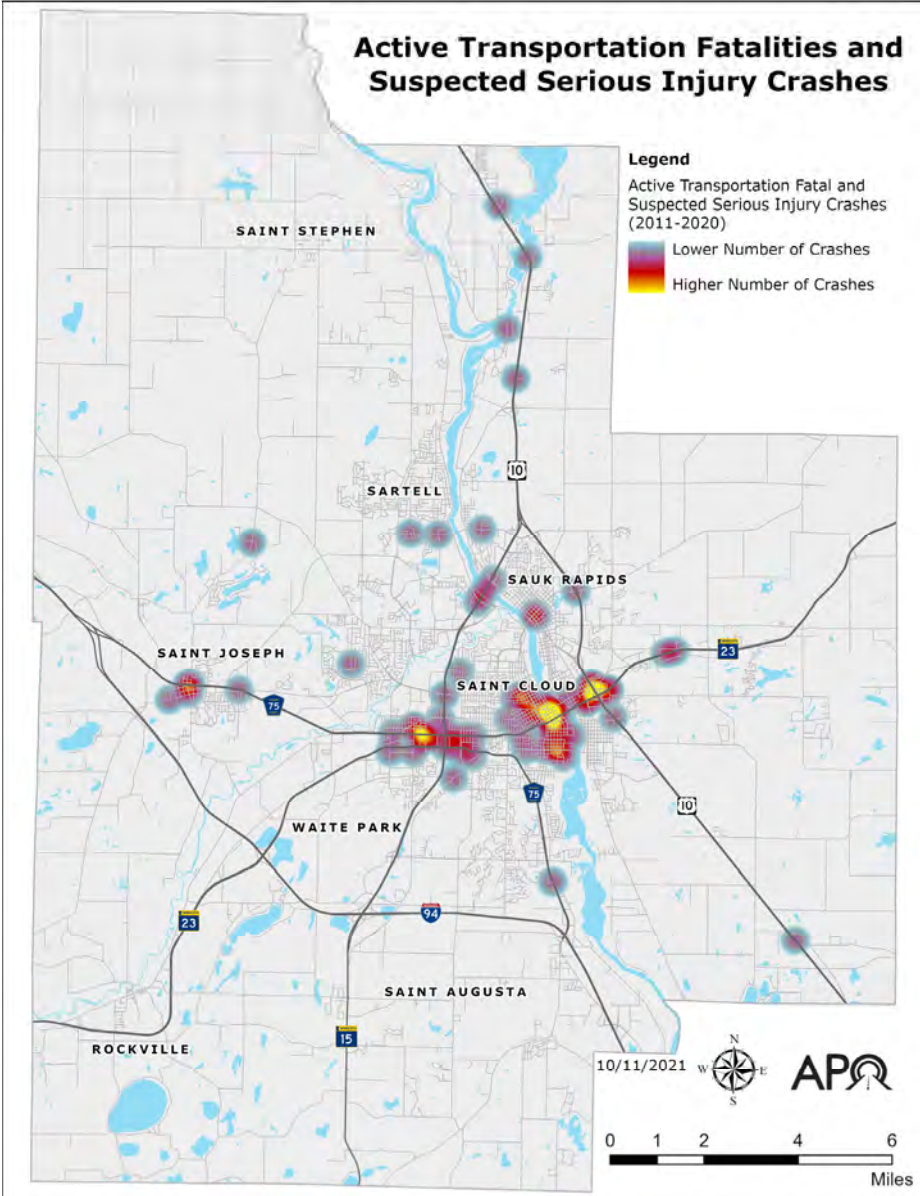 Active Transportation Fatalities and
Suspected Serious Injury Crashes
Legend
Active Transportation Fatal and
Suspected Serious Injury Crashes
(2011-2020)
Lower Number of Crashes
Higher Number of Crashes
SAINT STEPHEN
10
SARTELL
SAUK RAPIDS
SAINT JOSEPH
23
SAINT CLOUD
75
75
10
WAITE PARK
23
94
SAINT AUGUSTA
15
ROCKVILLE
10/11/2021
N
W E
S
APO
0 1 2 4 6
Miles